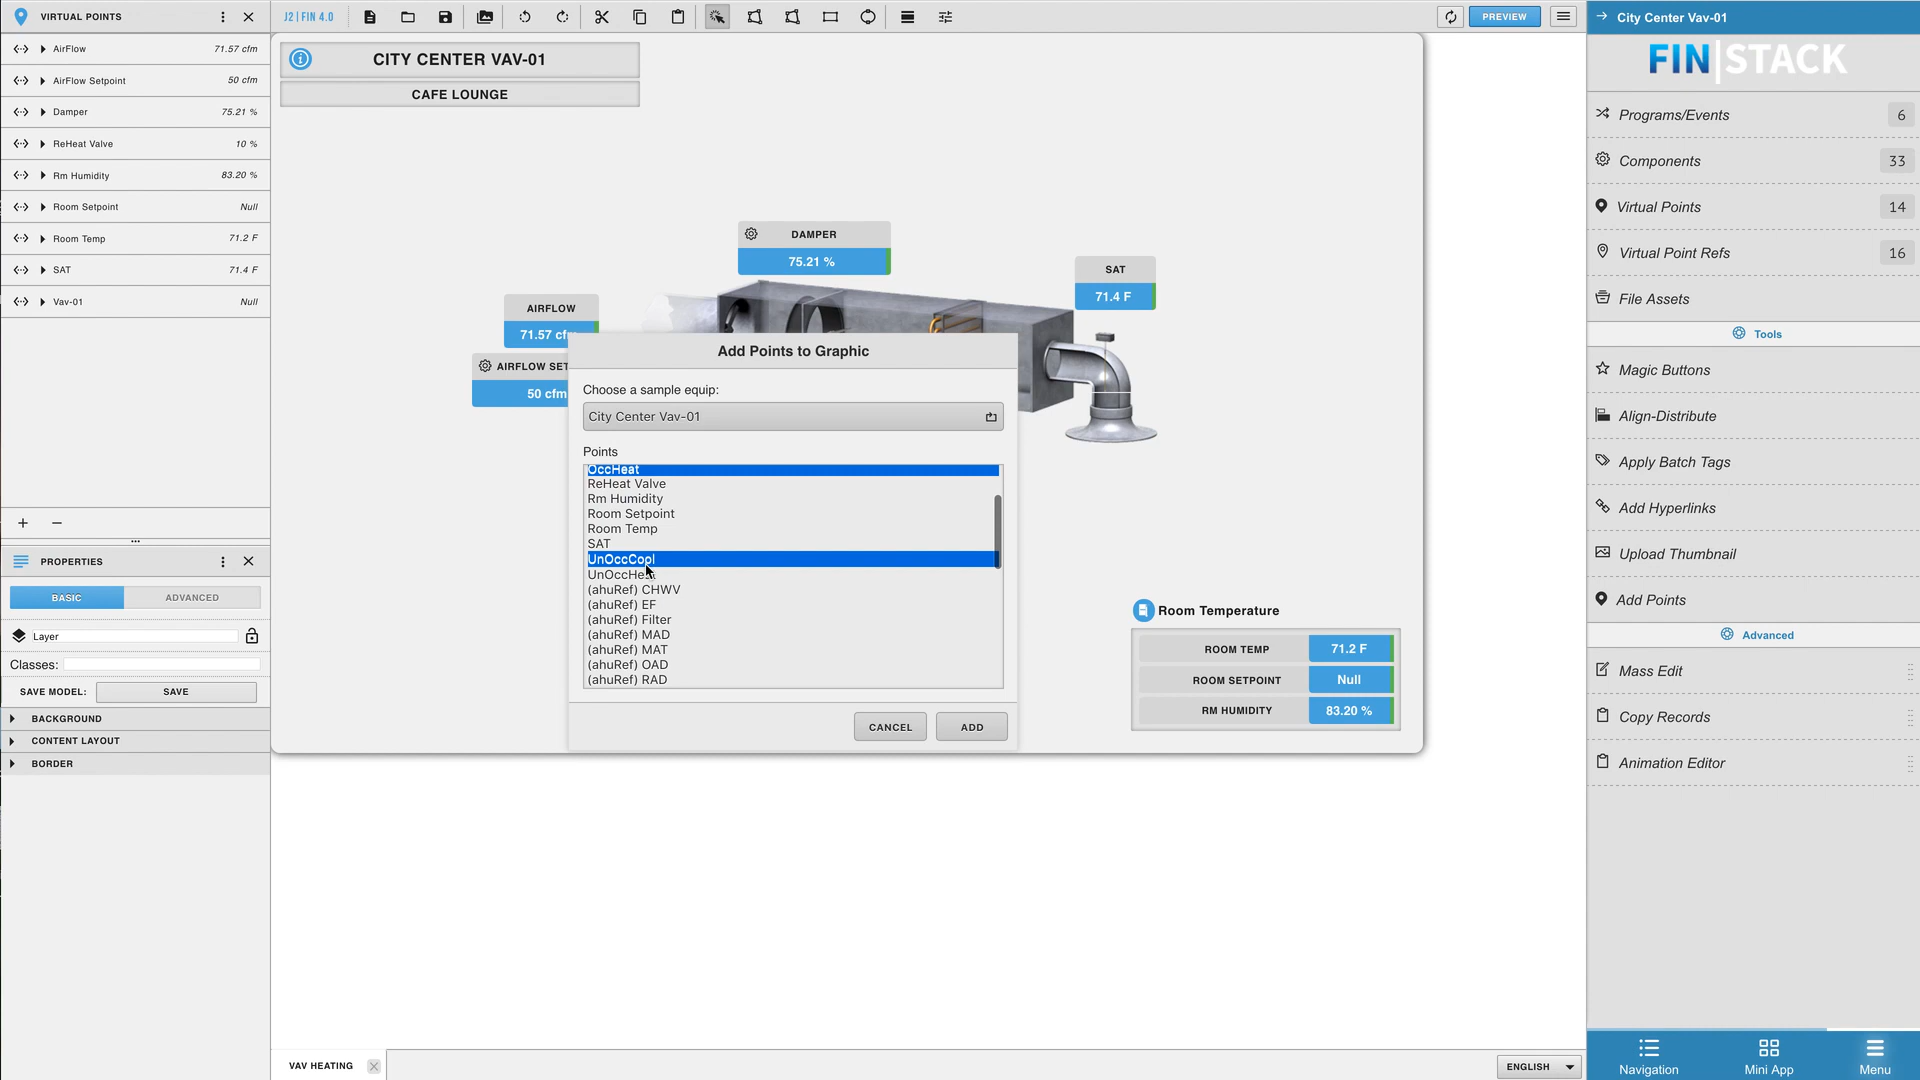 VIRTUAL POINTS
AirFlow 71.57 cfm
AirFlow Setpoint 50 cfm
Damper 75.21 %
ReHeat Valve 10 %
Rm Humidity 83.20 %
Room Setpoint Null
Room Temp 71.2 F
SAT 71.4 F
Vav-01 Null
PROPERTIES
BASIC ADVANCED
Layer
Classes:
SAVE MODEL: SAVE
BACKGROUND
CONTENT LAYOUT
BORDER
J2 | FIN 4.0
PREVIEW
CITY CENTER VAV-01
CAFE LOUNGE
DAMPER
75.21 %
SAT
71.4 F
AIRFLOW
71.57 cfm
AIRFLOW SET
50 cfm
Add Points to Graphic
Choose a sample equip:
City Center Vav-01
Points
OccHeat
ReHeat Valve
Rm Humidity
Room Setpoint
Room Temp
SAT
UnOccCool
UnOccHeat
(ahuRef) CHWV
(ahuRef) EF
(ahuRef) Filter
(ahuRef) MAD
(ahuRef) MAT
(ahuRef) OAD
(ahuRef) RAD
CANCEL ADD
Room Temperature
ROOM TEMP 71.2 F
ROOM SETPOINT Null
RM HUMIDITY 83.20 %
VAV HEATING
ENGLISH
City Center Vav-01
FIN|STACK
Programs/Events 6
Components 33
Virtual Points 14
Virtual Point Refs 16
File Assets
Tools
Magic Buttons
Align-Distribute
Apply Batch Tags
Add Hyperlinks
Upload Thumbnail
Add Points
Advanced
Mass Edit
Copy Records
Animation Editor
Navigation Mini App Menu